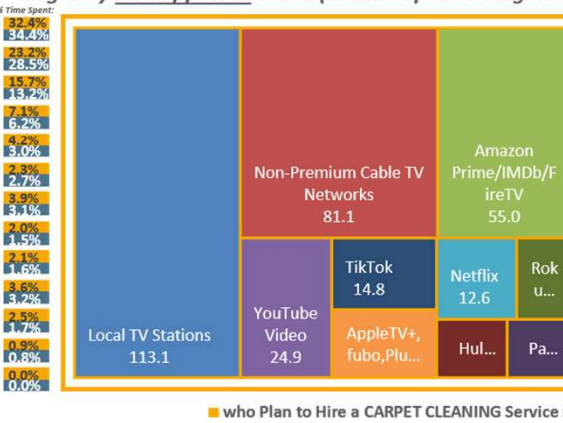 % Time Spent:
32.4%
34.4%
23.2%
28.5%
15.7%
13.2%
7.1%
6.2%
4.2%
3.0%
2.3%
2.7%
3.9%
3.1%
2.0%
1.5%
2.1%
1.6%
3.6%
3.2%
2.5%
1.7%
0.9%
0.8%
0.0%
0.0%
Local TV Stations
113.1
Non-Premium Cable TV
Networks
81.1
Amazon
Prime/IMDb/F
ireTV
55.0
YouTube
Video
24.9
TikTok
14.8
AppleTV+,
fubo,Plu...
Netflix
12.6
Rok
u...
Hul...
Pa...
who Plan to Hire a CARPET CLEANING Service